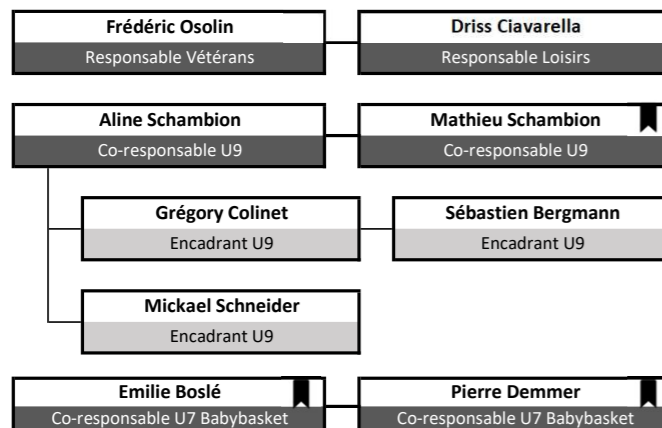 Frédéric Osolin
Responsable Vétérans
Driss Ciavarella
Responsable Loisirs
Aline Schambion
Co-responsable U9
Mathieu Schambion
Co-responsable U9
Grégory Colinet
Encadrant U9
Sébastien Bergmann
Encadrant U9
Mickael Schneider
Encadrant U9
Emilie Boslé
Co-responsable U7 Babybasket
Pierre Demmer
Co-responsable U7 Babybasket